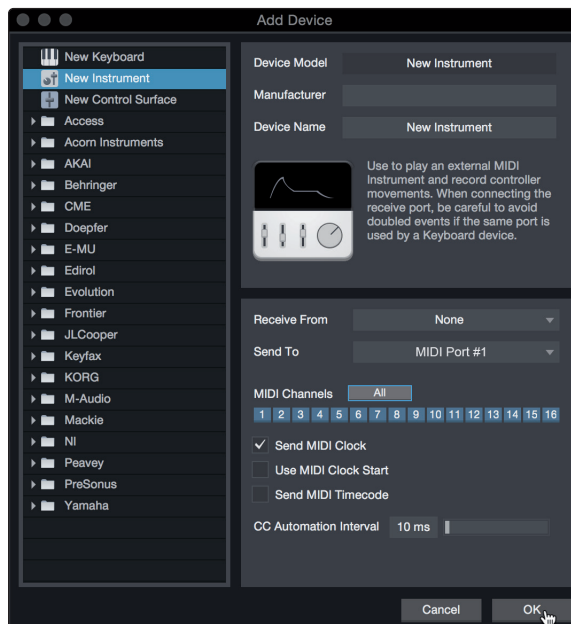 Add Device
New Keyboard
New Instrument
New Control Surface
Access
Acorn Instruments
AKAI
Behringer
CME
Doepfer
E-MU
Edirol
Evolution
Frontier
JLCooper
Keyfax
KORG
M-Audio
Mackie
NI
Peavey
PreSonus
Yamaha
Device Model New Instrument
Manufacturer
Device Name New Instrument
Use to play an external MIDI
Instrument and record controller
movements. When connecting the
receive port, be careful to avoid
doubled events if the same port is
used by a Keyboard device.
Receive From None
Send To MIDI Port #1
MIDI Channels All
1 2 3 4 5 6 7 8 9 10 11 12 13 14 15 16
Send MIDI Clock
Use MIDI Clock Start
Send MIDI Timecode
CC Automation Interval 10 ms
Cancel OK